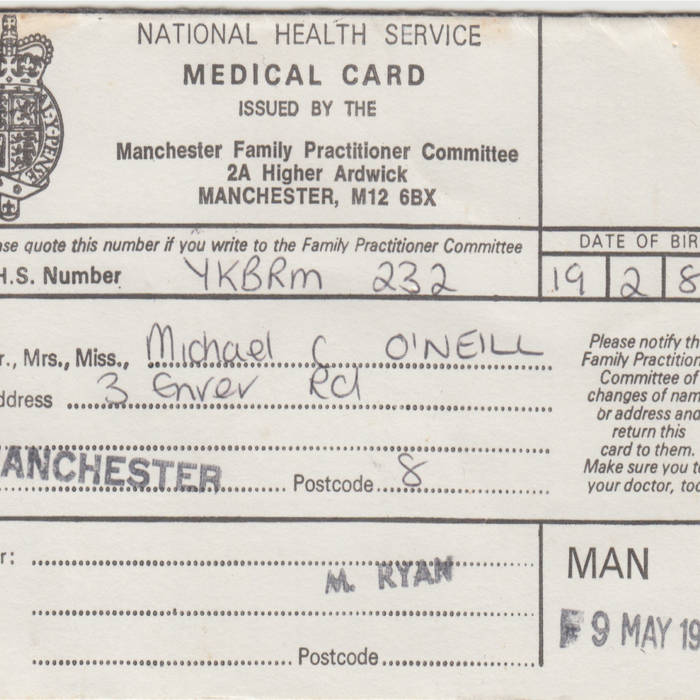 NATIONAL HEALTH SERVICE
MEDICAL CARD
ISSUED BY THE
Manchester Family Practitioner Committee
2A Higher Ardwick
MANCHESTER, M12 6BX
ase quote this number if you write to the Family Practitioner Committee
DATE OF BIR
H.S. Number YKBRM 232
19 2 8
r., Mrs., Miss., Michael C O'NEILL
ddress 3 Enver Rd
ANCHESTER
Postcode 8
Please notify th
Family Practition
Committee of
changes of nam
or address and
return this
card to them.
Make sure you t
your doctor, too
r:
M. RYAN
Postcode
MAN
9 MAY 19